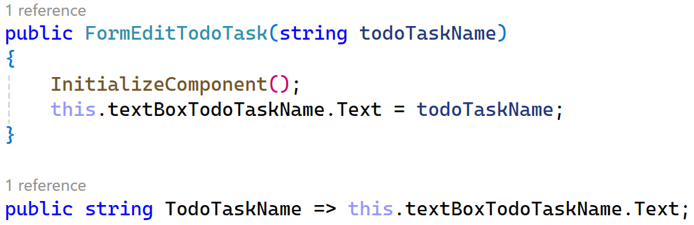 1 reference
public FormEditTodoTask(string todoTaskName)
{
    InitializeComponent();
    this.textBoxTodoTaskName.Text = todoTaskName;
}
1 reference
public string TodoTaskName => this.textBoxTodoTaskName.Text;